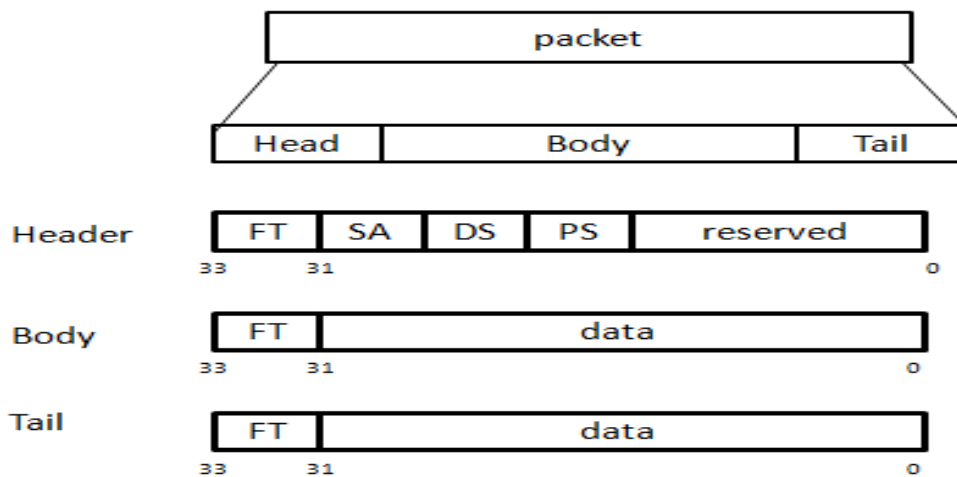 packet
Head Body Tail
Header FT SA DS PS reserved
33 31 0
Body FT data
33 31 0
Tail FT data
33 31 0